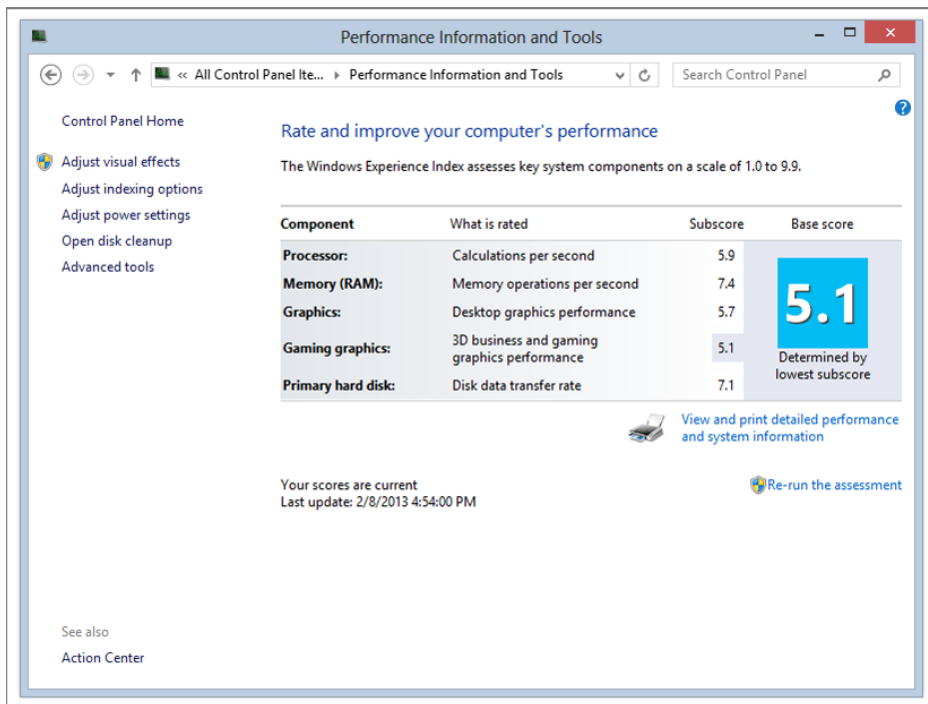 Performance Information and Tools
« All Control Panel Ite... Performance Information and Tools Search Control Panel
Control Panel Home
Adjust visual effects
Adjust indexing options
Adjust power settings
Open disk cleanup
Advanced tools
Rate and improve your computer's performance
The Windows Experience Index assesses key system components on a scale of 1.0 to 9.9.
Component What is rated Subscore Base score
Processor: Calculations per second 5.9
Memory (RAM): Memory operations per second 7.4
Graphics: Desktop graphics performance 5.7
Gaming graphics: 3D business and gaming
graphics performance 5.1
Primary hard disk: Disk data transfer rate 7.1
5.1
Determined by
lowest subscore
View and print detailed performance
and system information
Your scores are current
Last update: 2/8/2013 4:54:00 PM
Re-run the assessment
See also
Action Center